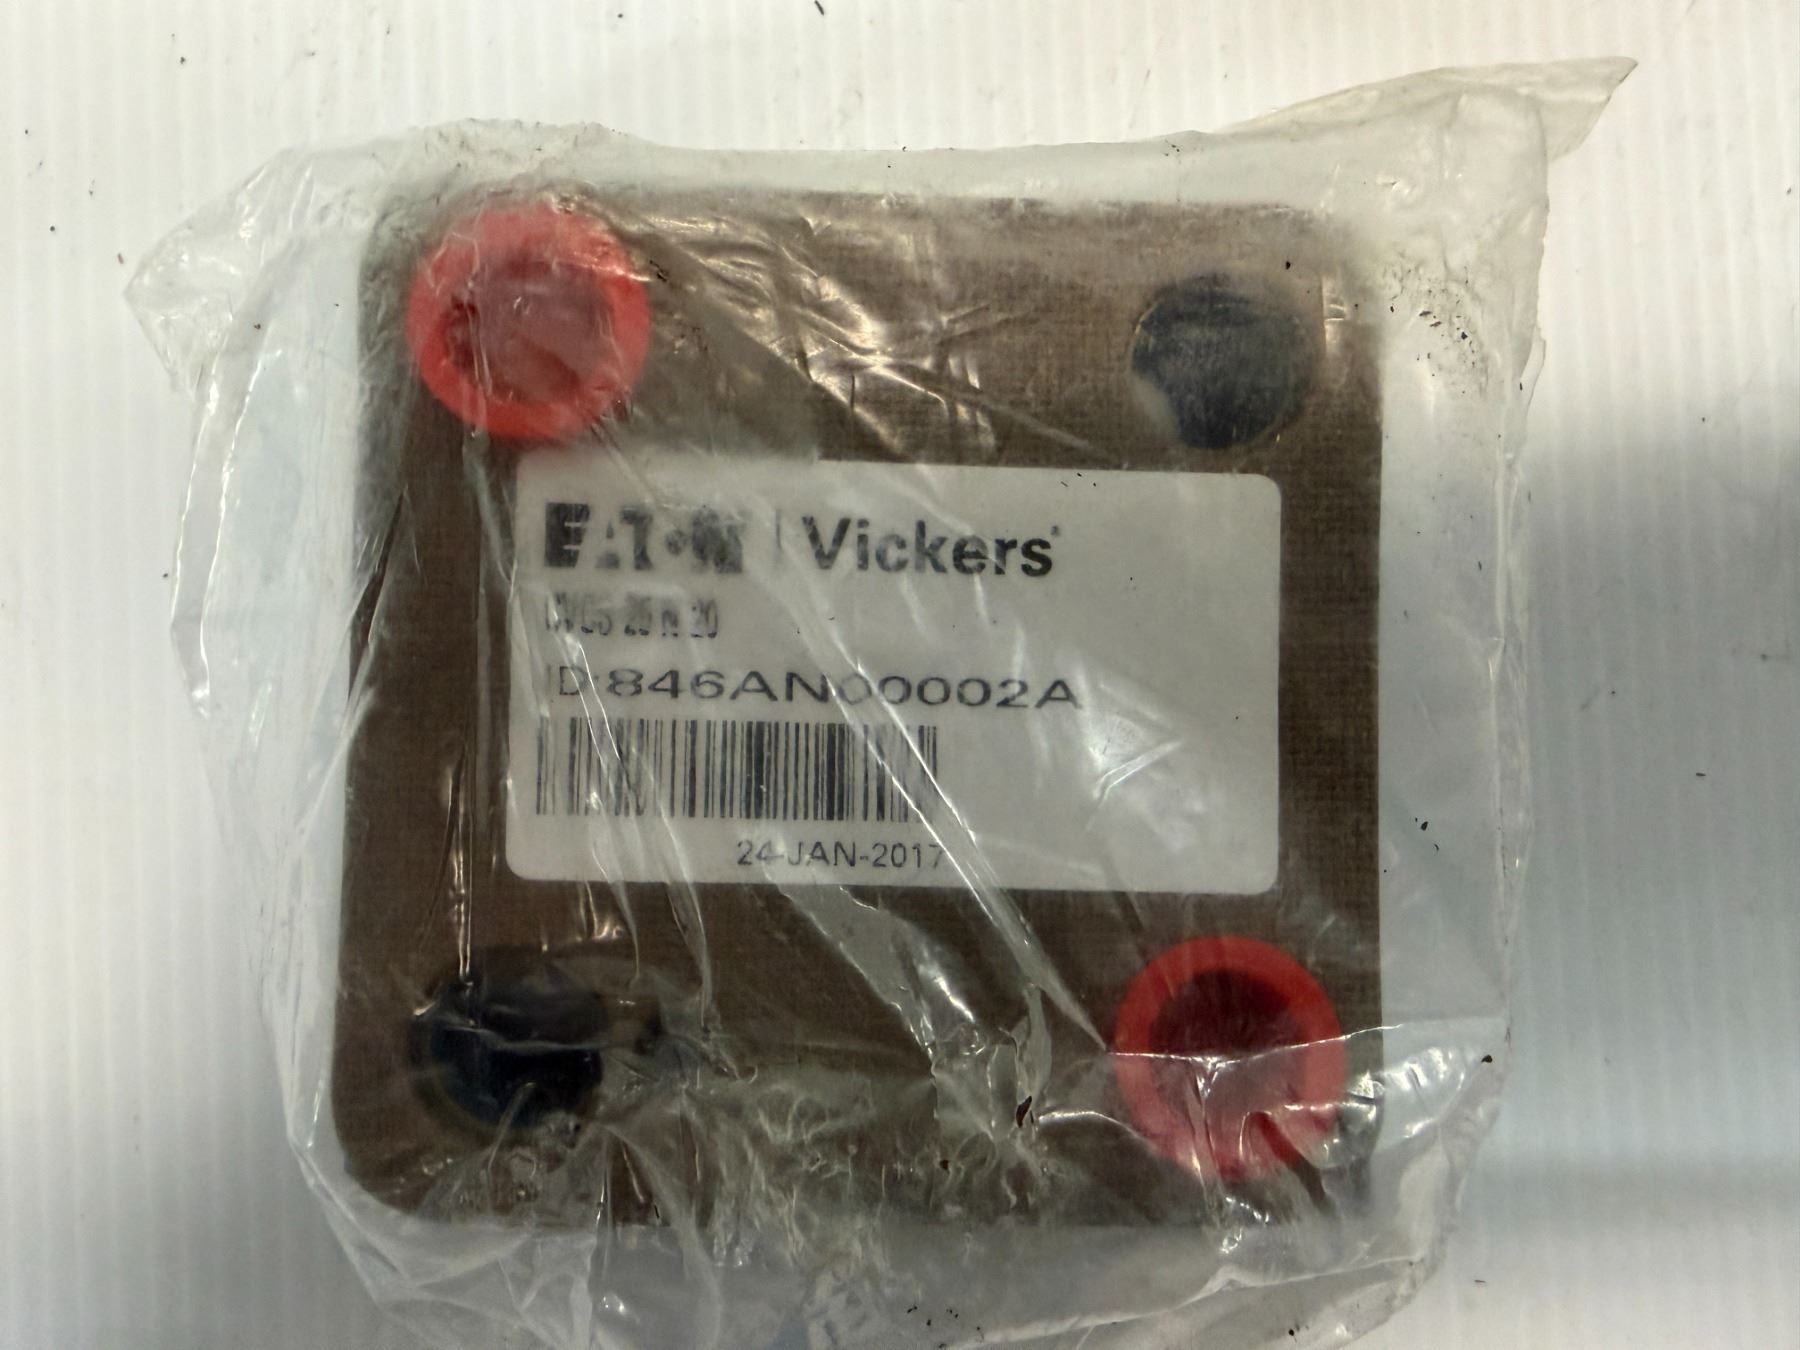 EATON | Vickers
ID:846AN00002A
24-JAN-2017